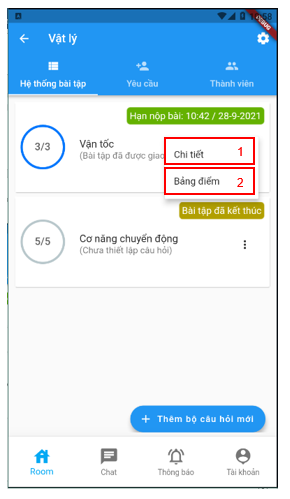 Vật lý
Hệ thống bài tập
Yêu cầu
Thành viên
Hạn nộp bài: 10:42 / 28-9-2021
3/3
Vận tốc
(Bài tập đã được giao
Chi tiết
1
Bảng điểm
2
Bài tập đã kết thúc
5/5
Cơ năng chuyển động
(Chưa thiết lập câu hỏi)
+ Thêm bộ câu hỏi mới
Room
Chat
Thông báo
Tài khoản